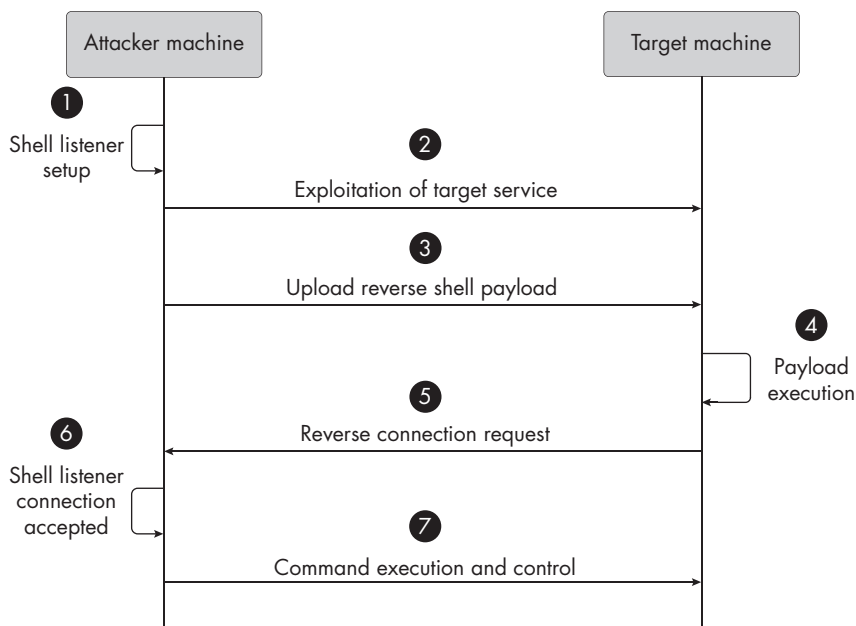 Attacker machine
Target machine
1
Shell listener
setup
2
Exploitation of target service
3
Upload reverse shell payload
4
Payload
execution
5
Reverse connection request
6
Shell listener
connection
accepted
7
Command execution and control